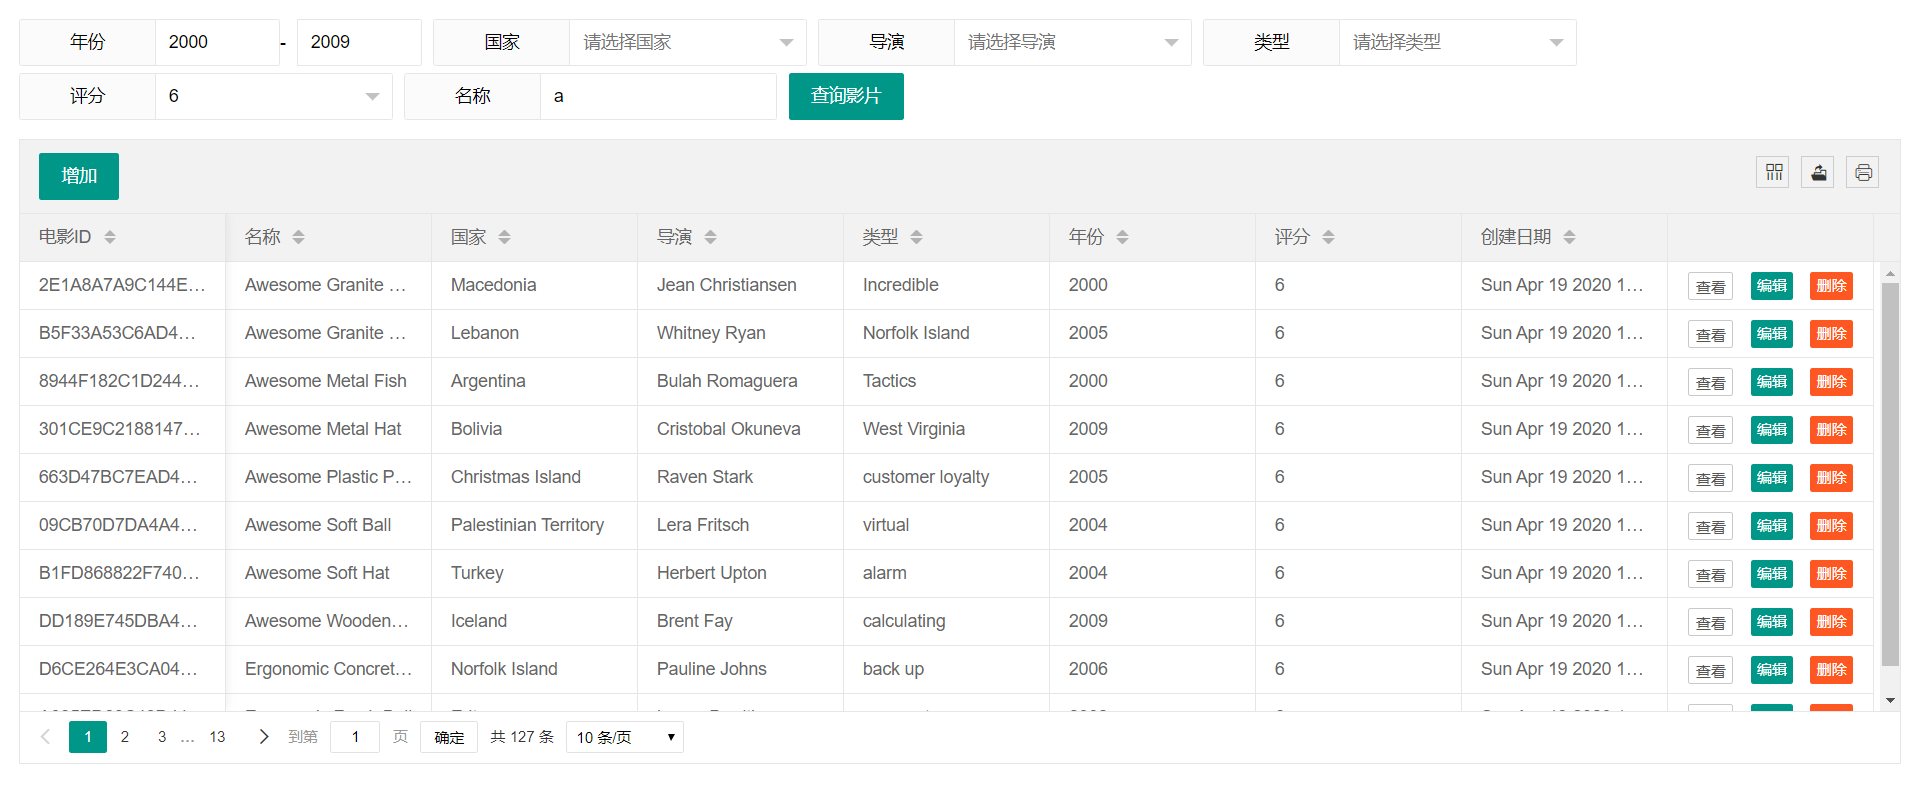 年份 2000 - 2009 国家 请选择国家 导演 请选择导演 类型 请选择类型
评分 6 名称 a 查询影片
增加
电影ID 名称 国家 导演 类型 年份 评分 创建日期
2E1A8A7A9C144E... Awesome Granite ... Macedonia Jean Christiansen Incredible 2000 6 Sun Apr 19 2020 1... 查看 编辑 删除
B5F33A53C6AD4... Awesome Granite ... Lebanon Whitney Ryan Norfolk Island 2005 6 Sun Apr 19 2020 1... 查看 编辑 删除
8944F182C1D244... Awesome Metal Fish Argentina Bulah Romaguera Tactics 2000 6 Sun Apr 19 2020 1... 查看 编辑 删除
301CE9C2188147... Awesome Metal Hat Bolivia Cristobal Okuneva West Virginia 2009 6 Sun Apr 19 2020 1... 查看 编辑 删除
663D47BC7EAD4... Awesome Plastic P... Christmas Island Raven Stark customer loyalty 2005 6 Sun Apr 19 2020 1... 查看 编辑 删除
09CB70D7DA4A4... Awesome Soft Ball Palestinian Territory Lera Fritsch virtual 2004 6 Sun Apr 19 2020 1... 查看 编辑 删除
B1FD868822F740... Awesome Soft Hat Turkey Herbert Upton alarm 2004 6 Sun Apr 19 2020 1... 查看 编辑 删除
DD189E745DBA4... Awesome Wooden... Iceland Brent Fay calculating 2009 6 Sun Apr 19 2020 1... 查看 编辑 删除
D6CE264E3CA04... Ergonomic Concret... Norfolk Island Pauline Johns back up 2006 6 Sun Apr 19 2020 1... 查看 编辑 删除
1 2 3 ... 13 到第 1 页 确定 共 127 条 10 条/页